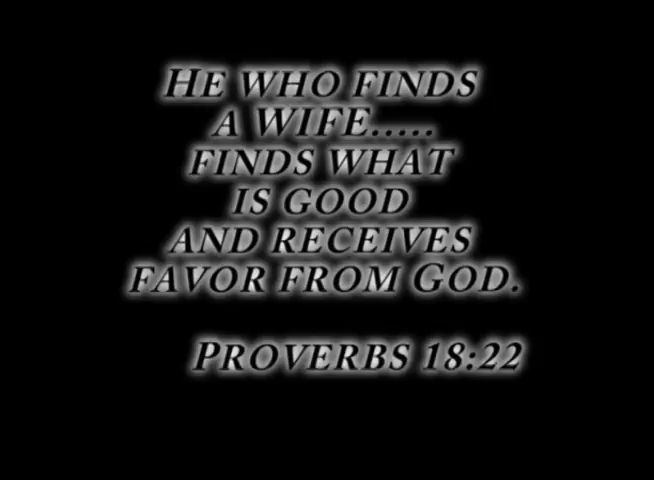 He who finds
a wife.....
finds what
is good
and receives
favor from God.
Proverbs 18:22